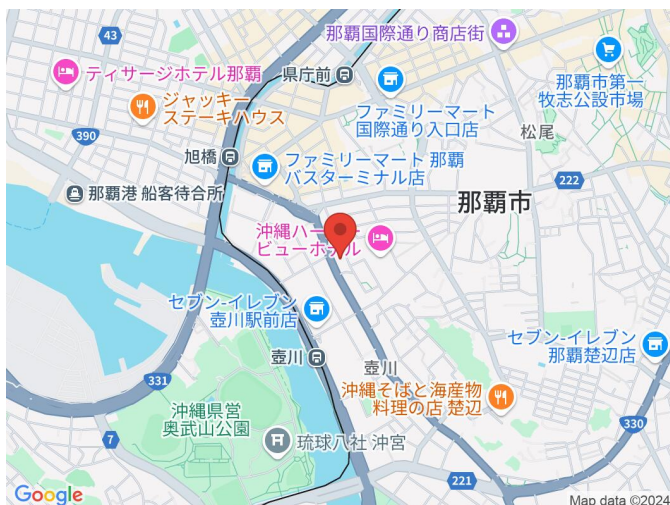 那覇国際通り商店街
43
ティサージホテル那覇
県庁前
那覇市第一
牧志公設市場
ジャッキー
ステーキハウス
ファミリーマート
国際通り入口店
松尾
390
旭橋
ファミリーマート 那覇
バスターミナル店
222
那覇港 船客待合所
那覇市
沖縄ハーバー
ビューホテル
セブン-イレブン
壺川駅前店
セブン-イレブン
那覇楚辺店
壺川
壺川
331
沖縄そばと海産物
料理の店 楚辺
沖縄県営
奥武山公園
330
7
琉球八社 沖宮
221
Google
Map data ©2024